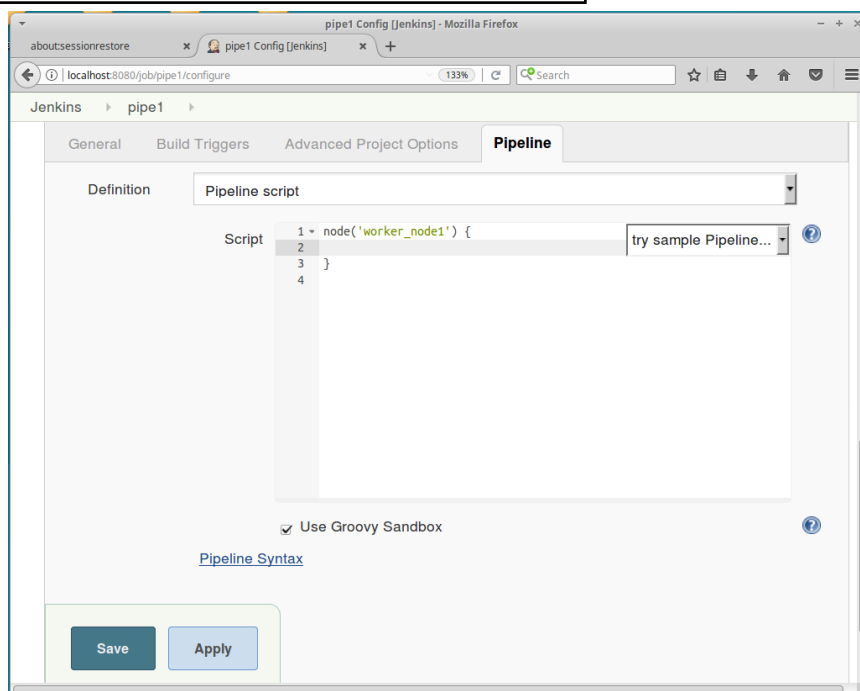 pipe1 Config [Jenkins] - Mozilla Firefox
about:sessionrestore × pipe1 Config [Jenkins] × +
localhost:8080/job/pipe1/configure 133% Search
Jenkins pipe1
General Build Triggers Advanced Project Options Pipeline
Definition Pipeline script
Script 1 node('worker_node1') { try sample Pipeline...
2
3 }
4
Use Groovy Sandbox
Pipeline Syntax
Save Apply